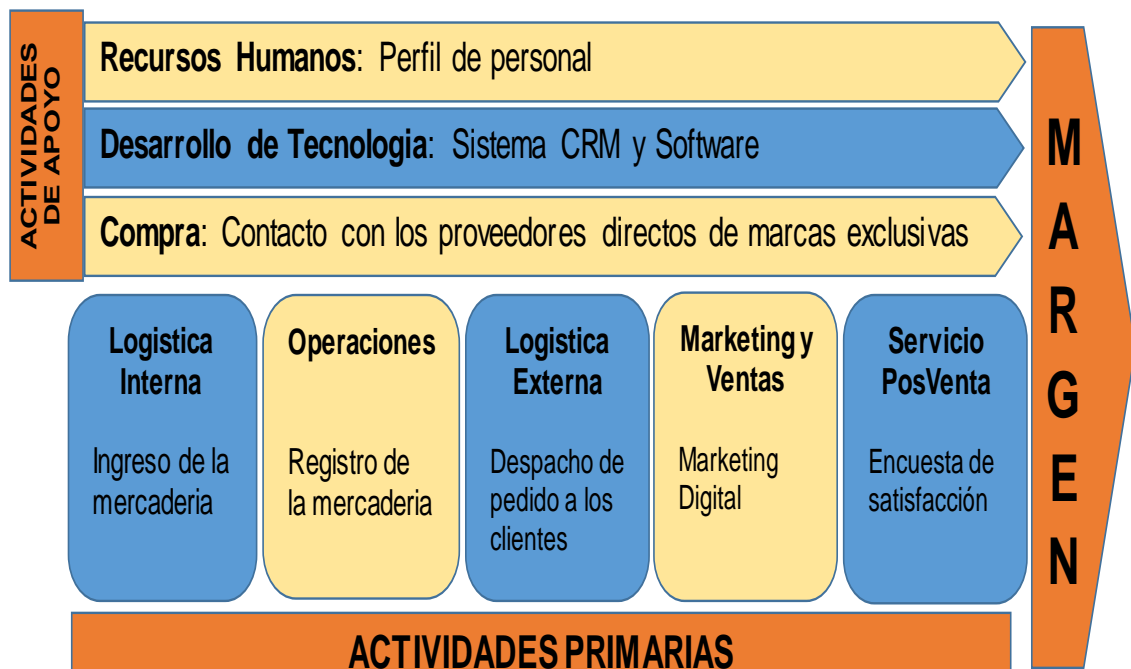 ACTIVIDADES
DE APOYO
Recursos Humanos: Perfil de personal
Desarrollo de Tecnologia: Sistema CRM y Software
Compra: Contacto con los proveedores directos de marcas exclusivas
Logistica
Interna
Ingreso de la
mercaderia
Operaciones
Registro de
la mercaderia
Logistica
Externa
Despacho de
pedido a los
clientes
Marketing y
Ventas
Marketing
Digital
Servicio
PosVenta
Encuesta de
satisfacción
MARGEN
ACTIVIDADES PRIMARIAS